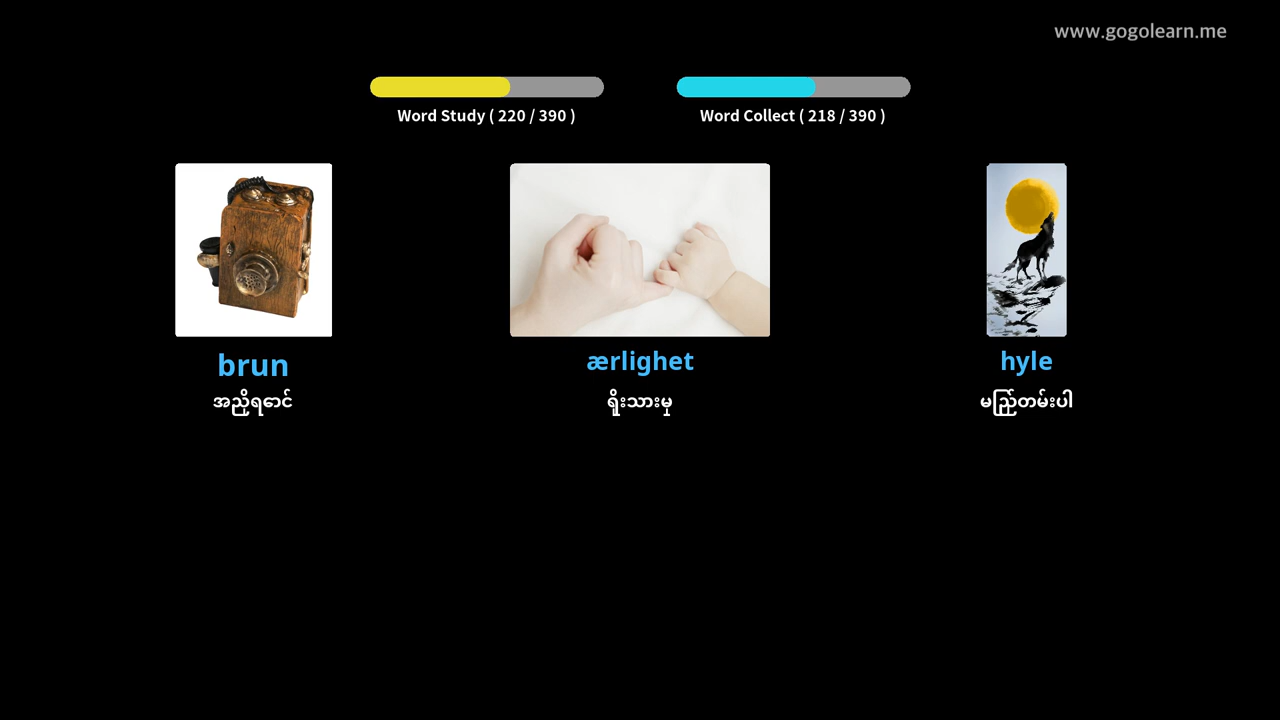 www.gogolearn.me
Word Study ( 220 / 390 )
Word Collect ( 218 / 390 )
brun
ærlighet
hyle
အညိုရောင်
ရိုးသားမှု
မည်တမ်းပါ